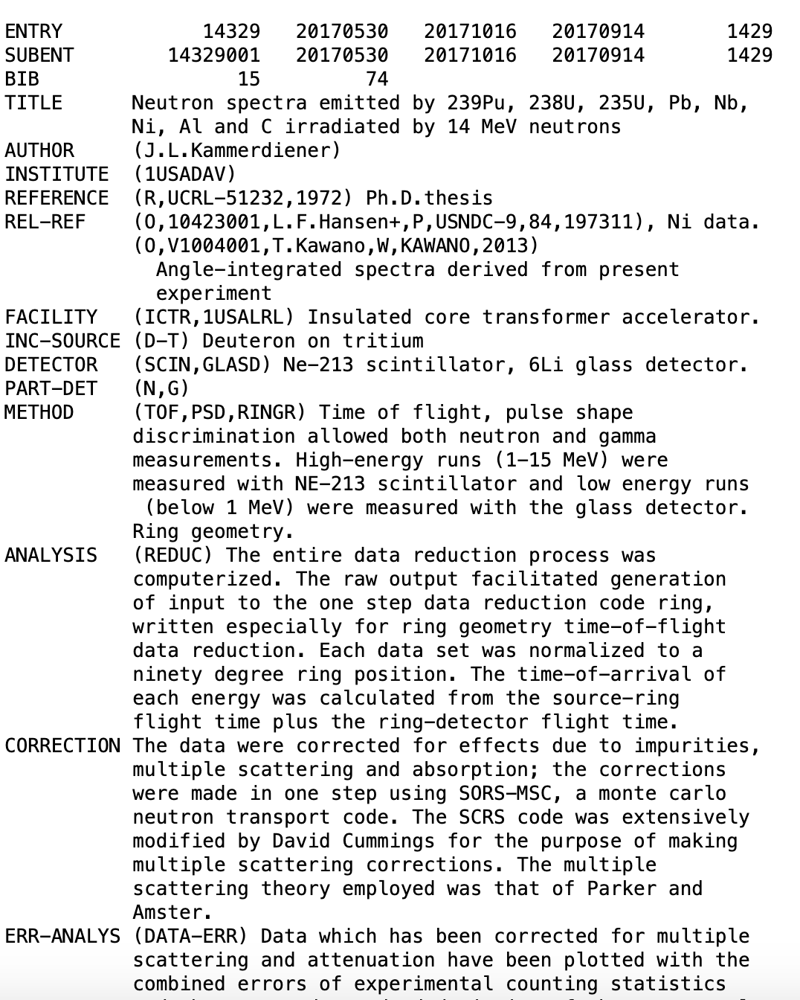 ENTRY            14329   20170530   20171016   20170914       1429
SUBENT        14329001   20170530   20171016   20170914       1429
BIB                 15         74
TITLE      Neutron spectra emitted by 239Pu, 238U, 235U, Pb, Nb,
           Ni, Al and C irradiated by 14 MeV neutrons
AUTHOR     (J.L.Kammerdiener)
INSTITUTE  (1USADAV)
REFERENCE  (R,UCRL-51232,1972) Ph.D.thesis
REL-REF    (O,10423001,L.F.Hansen+,P,USNDC-9,84,197311), Ni data.
           (O,V1004001,T.Kawano,W,KAWANO,2013)
             Angle-integrated spectra derived from present
             experiment
FACILITY   (ICTR,1USALRL) Insulated core transformer accelerator.
INC-SOURCE (D-T) Deuteron on tritium
DETECTOR   (SCIN,GLASD) Ne-213 scintillator, 6Li glass detector.
PART-DET   (N,G)
METHOD     (TOF,PSD,RINGR) Time of flight, pulse shape
           discrimination allowed both neutron and gamma
           measurements. High-energy runs (1-15 MeV) were
           measured with NE-213 scintillator and low energy runs
            (below 1 MeV) were measured with the glass detector.
           Ring geometry.
ANALYSIS   (REDUC) The entire data reduction process was
           computerized. The raw output facilitated generation
           of input to the one step data reduction code ring,
           written especially for ring geometry time-of-flight
           data reduction. Each data set was normalized to a
           ninety degree ring position. The time-of-arrival of
           each energy was calculated from the source-ring
           flight time plus the ring-detector flight time.
CORRECTION The data were corrected for effects due to impurities,
           multiple scattering and absorption; the corrections
           were made in one step using SORS-MSC, a monte carlo
           neutron transport code. The SCRS code was extensively
           modified by David Cummings for the purpose of making
           multiple scattering corrections. The multiple
           scattering theory employed was that of Parker and
           Amster.
ERR-ANALYS (DATA-ERR) Data which has been corrected for multiple
           scattering and attenuation have been plotted with the
           combined errors of experimental counting statistics